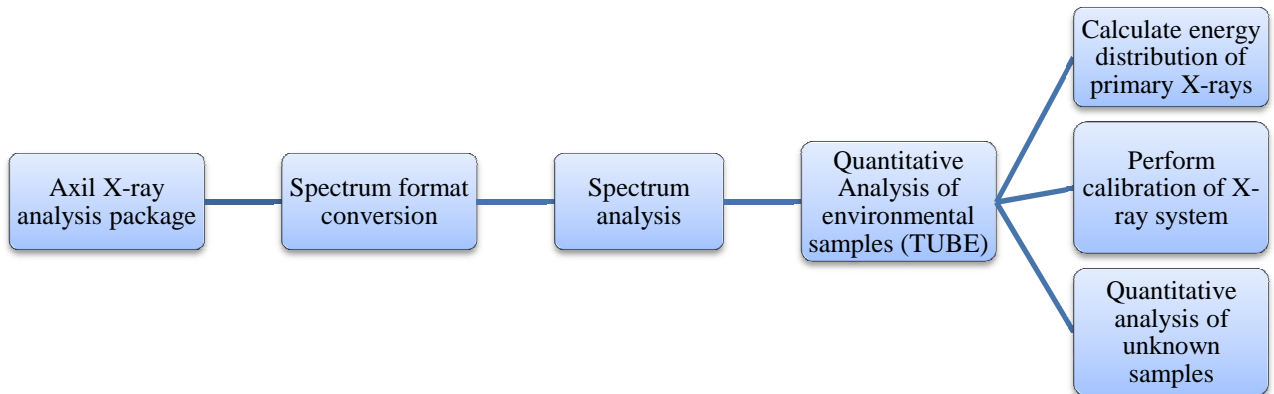 Axil X-ray
analysis package
Spectrum format
conversion
Spectrum
analysis
Quantitative
Analysis of
environmental
samples (TUBE)
Calculate energy
distribution of
primary X-rays
Perform
calibration of X-
ray system
Quantitative
analysis of
unknown
samples